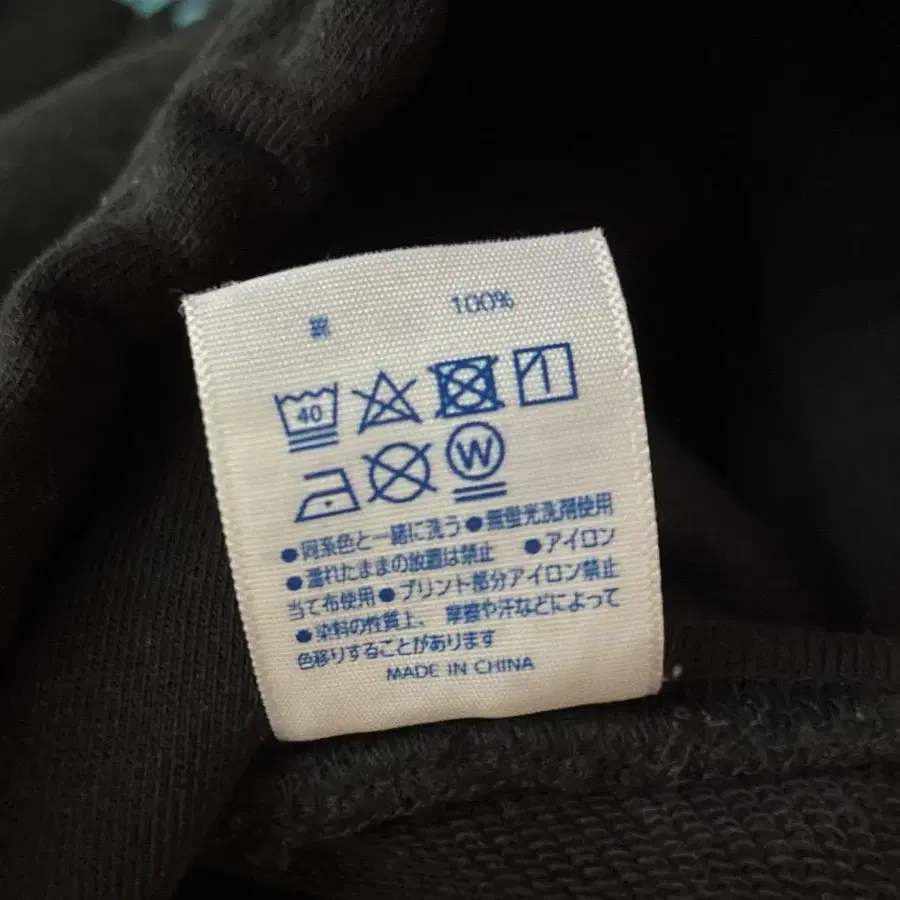 綿 100%
40
W
●同系色と一緒に洗う●無蛍光洗剤使用
●濡れたままの放置は禁止 ●アイロン
当て布使用●プリント部分アイロン禁止
●染料の性質上、摩擦や汗などによって
色移りすることがあります
MADE IN CHINA